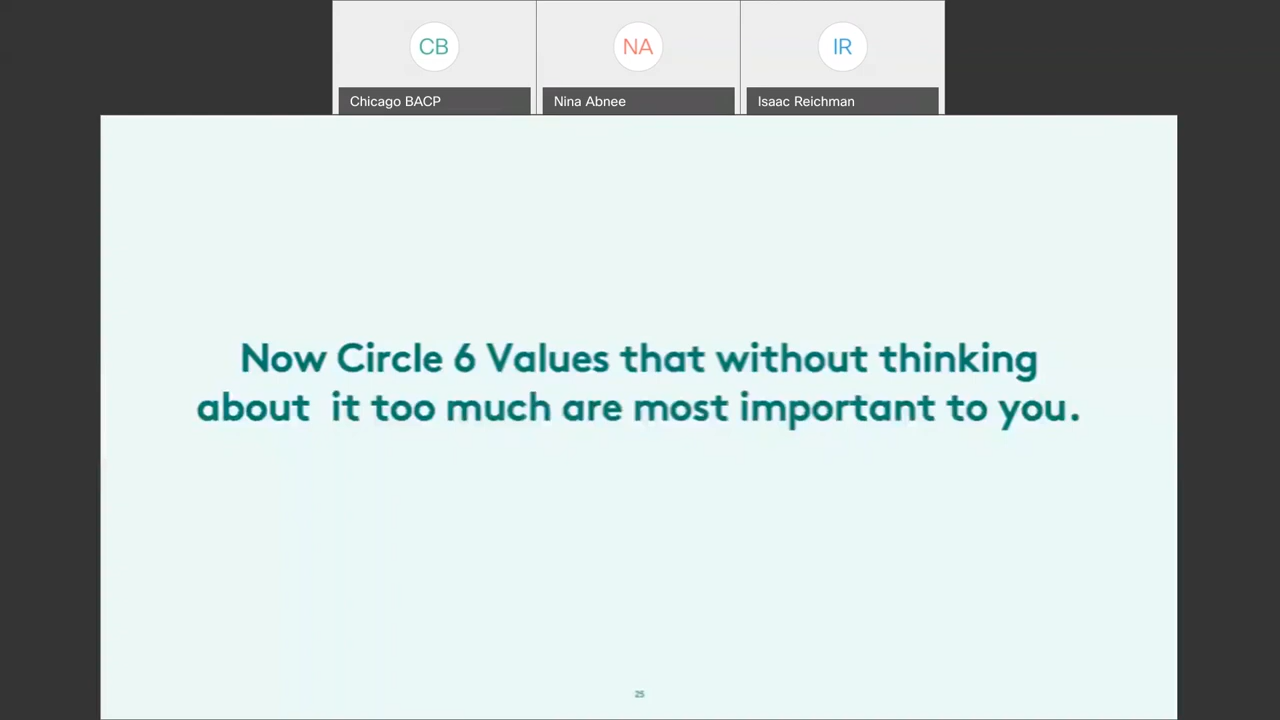 CB
NA
IR
Chicago BACP
Nina Abnee
Isaac Reichman
Now Circle 6 Values that without thinking
about  it too much are most important to you.
25